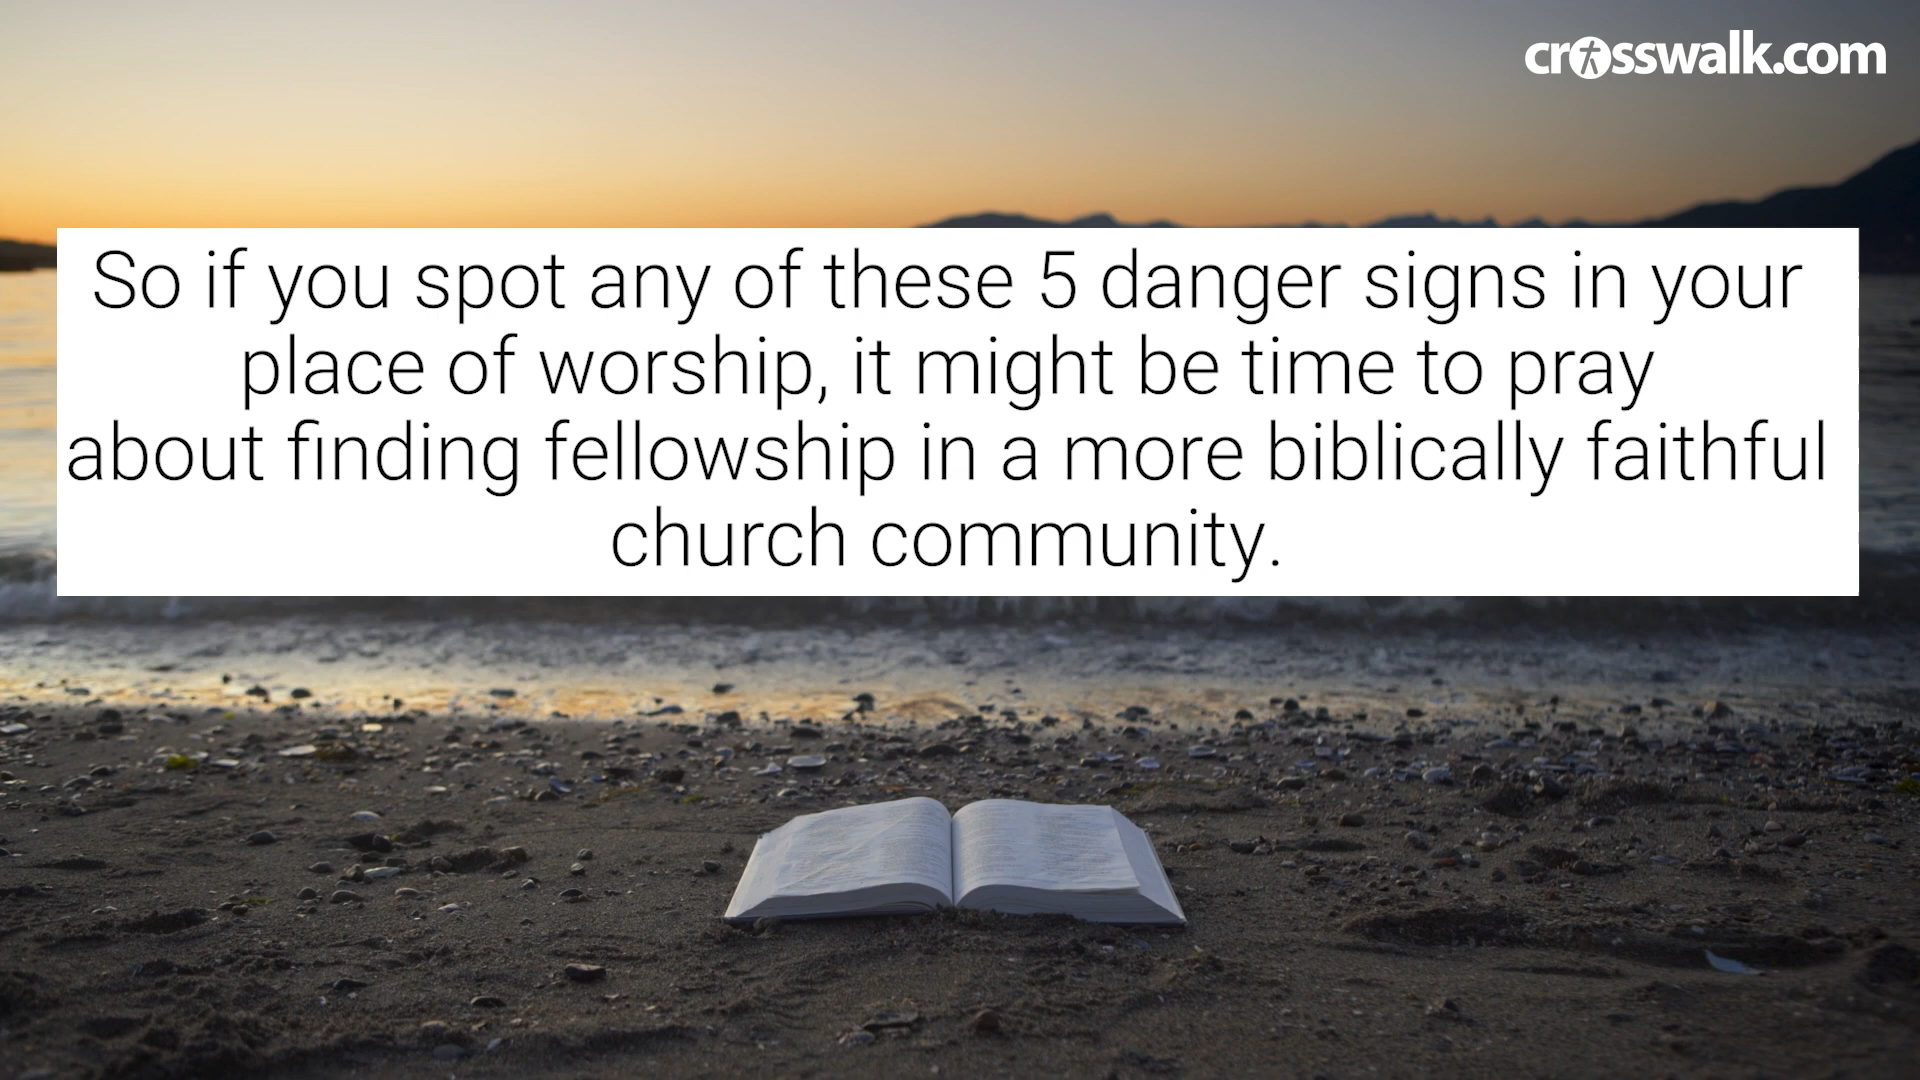 crosswalk.com
So if you spot any of these 5 danger signs in your
place of worship, it might be time to pray
about finding fellowship in a more biblically faithful
church community.